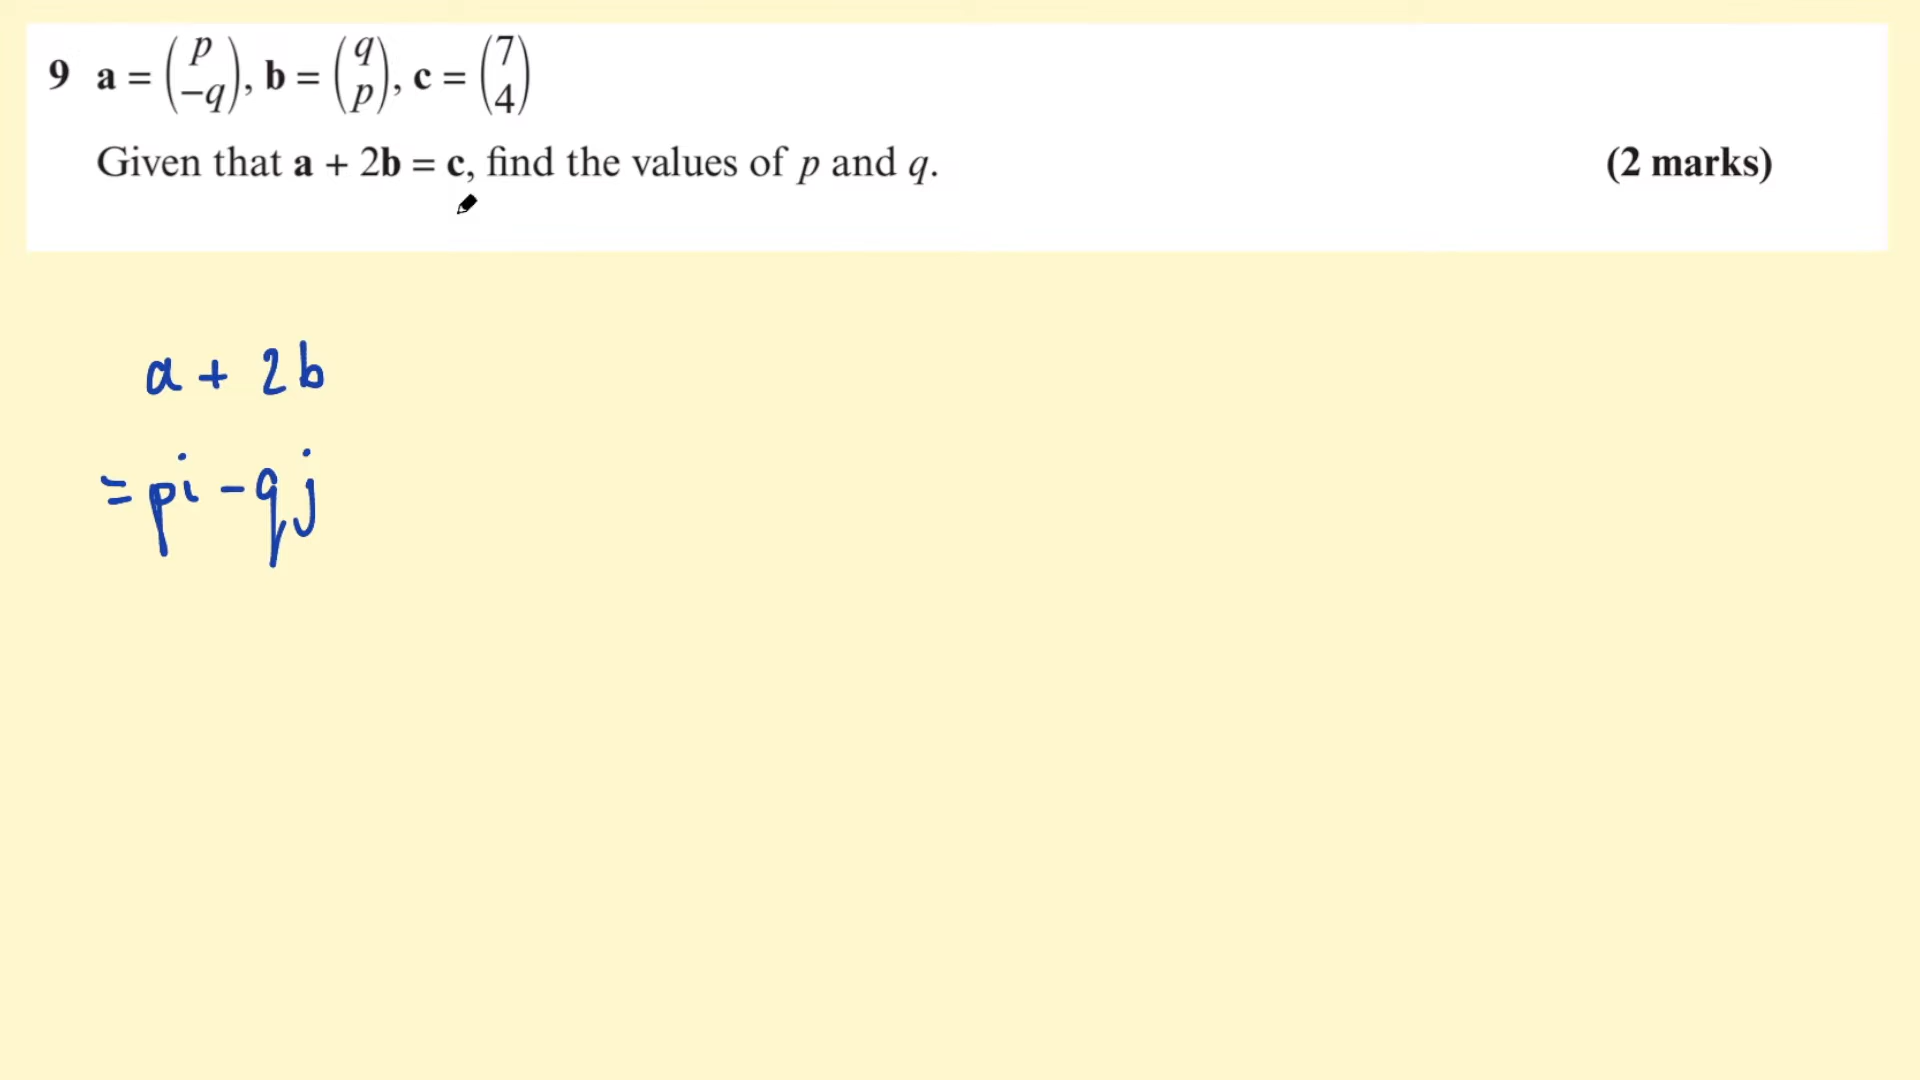 9 a = (p −q), b = (q p), c = (7 4)
Given that a + 2b = c, find the values of p and q. (2 marks)
a + 2b
= pi − qj